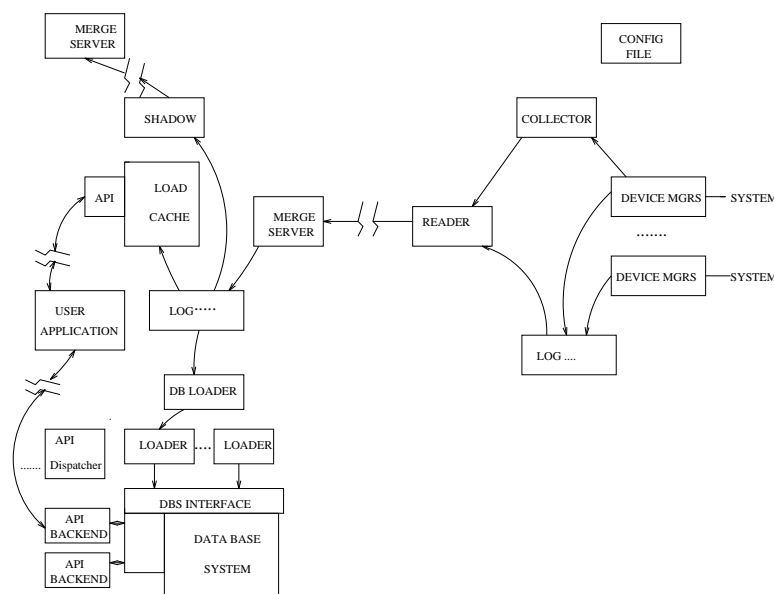 MERGE
SERVER
CONFIG
FILE
SHADOW
COLLECTOR
API
LOAD
CACHE
MERGE
SERVER
READER
DEVICE MGRS
SYSTEM
.......
DEVICE MGRS
SYSTEM
USER
APPLICATION
LOG.....
LOG ....
DB LOADER
API
Dispatcher
.......
LOADER
....
LOADER
DBS INTERFACE
API
BACKEND
DATA BASE
SYSTEM
API
BACKEND